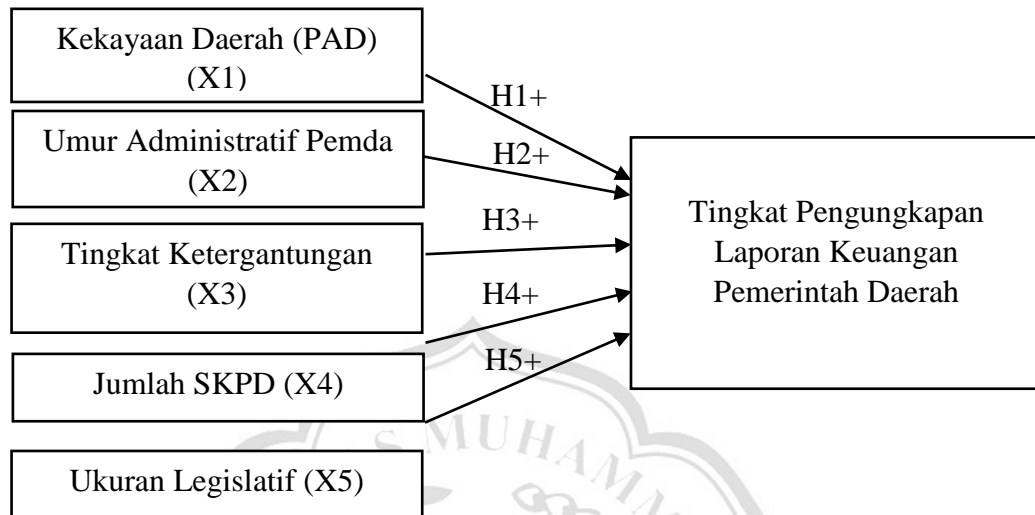 Kekayaan Daerah (PAD)
(X1)
Umur Administratif Pemda
(X2)
Tingkat Ketergantungan
(X3)
Jumlah SKPD (X4)
Ukuran Legislatif (X5)
H1+
H2+
H3+
H4+
H5+
Tingkat Pengungkapan
Laporan Keuangan
Pemerintah Daerah
S MUHAMM